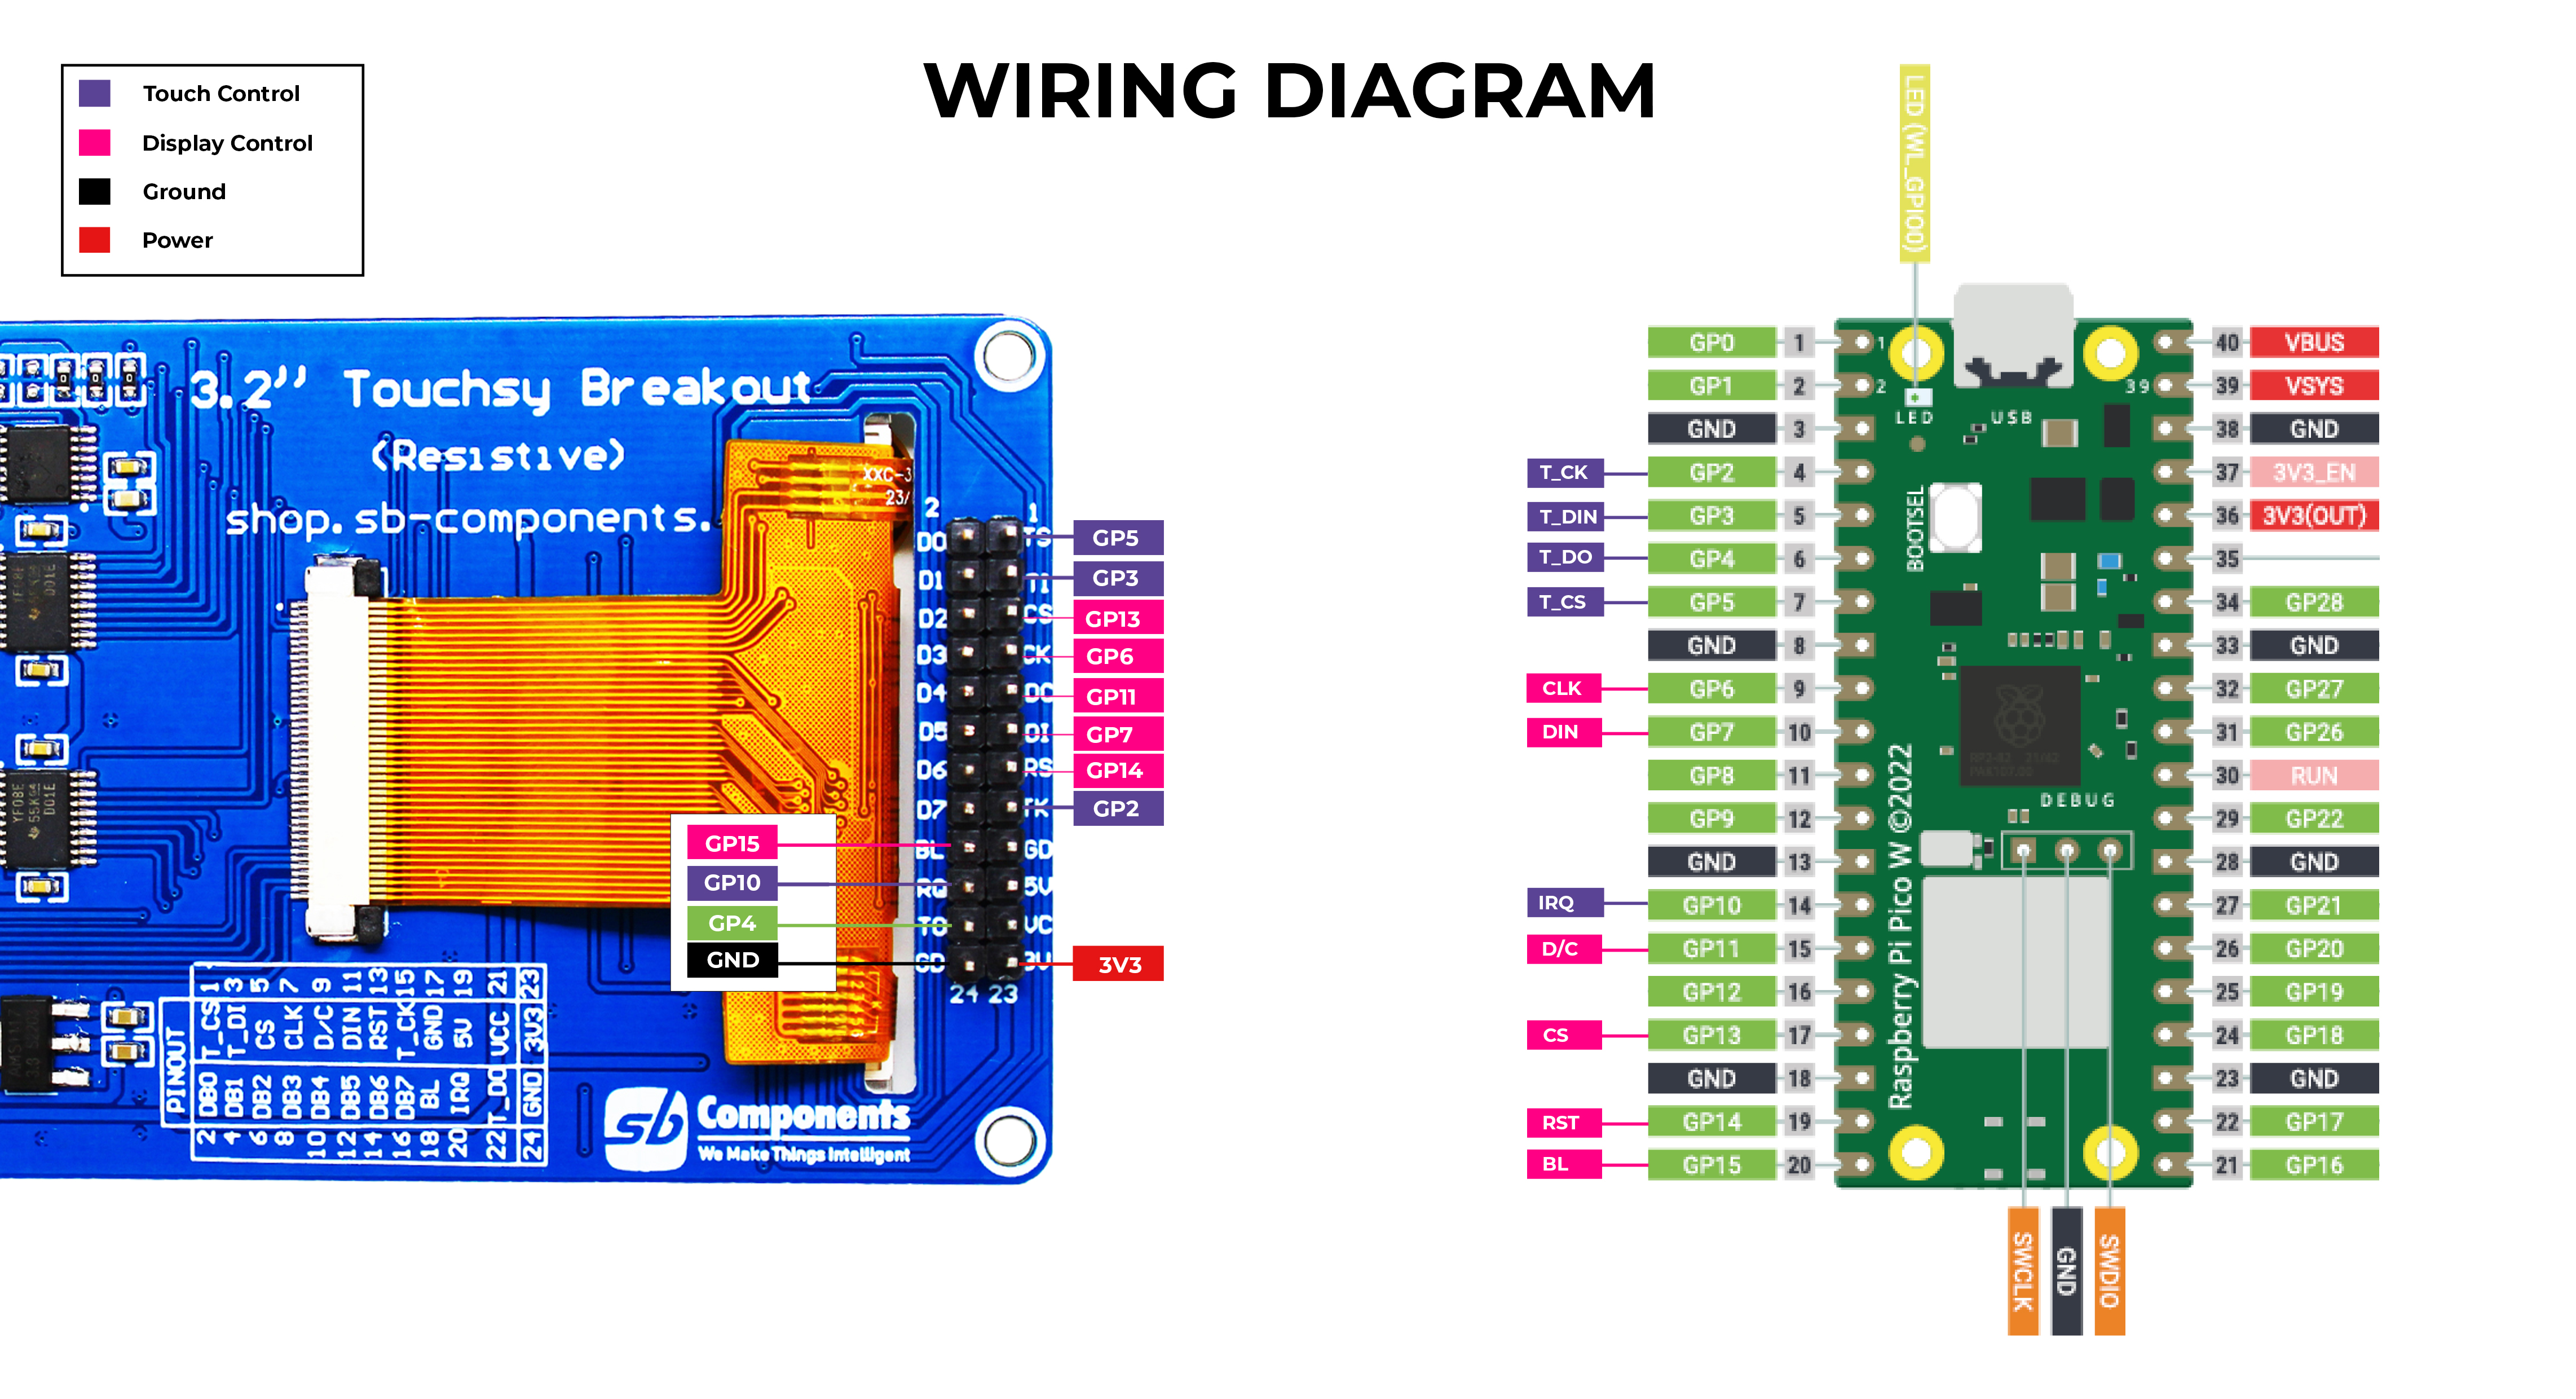 WIRING DIAGRAM
Touch Control
Display Control
Ground
Power
3.2” Touchsy Breakout
(Resistive)
shop.sb-components.
XXC-3
23/
2 1
D0 TS GP5
D1 TI GP3
D2 CS GP13
D3 CK GP6
D4 DC GP11
D5 DI GP7
D6 RS GP14
D7 TK GP2
GP15 BL GD
GP10 RQ 5V
GP4 TO VC
GND GD 3V 3V3
24 23
PINOUT
2 DB0 T_CS 1
4 DB1 T_DI 3
6 DB2 CS 5
8 DB3 CLK 7
10 DB4 D/C 9
12 DB5 DIN 11
14 DB6 RST 13
16 DB7 T_CK 15
18 BL GND 17
20 IRQ 5V 19
22 T_DO VCC 21
24 GND 3V3 23
sb Components
We Make Things Intelligent
LED (WL_GPIO0)
GP0 1
GP1 2
GND 3
T_CK GP2 4
T_DIN GP3 5
T_DO GP4 6
T_CS GP5 7
GND 8
CLK GP6 9
DIN GP7 10
GP8 11
GP9 12
GND 13
IRQ GP10 14
D/C GP11 15
GP12 16
CS GP13 17
GND 18
RST GP14 19
BL GP15 20
1
2
39
LED
USB
BOOTSEL
DEBUG
Raspberry Pi Pico W ©2022
40 VBUS
39 VSYS
38 GND
37 3V3_EN
36 3V3(OUT)
35
34 GP28
33 GND
32 GP27
31 GP26
30 RUN
29 GP22
28 GND
27 GP21
26 GP20
25 GP19
24 GP18
23 GND
22 GP17
21 GP16
SWCLK
GND
SWDIO